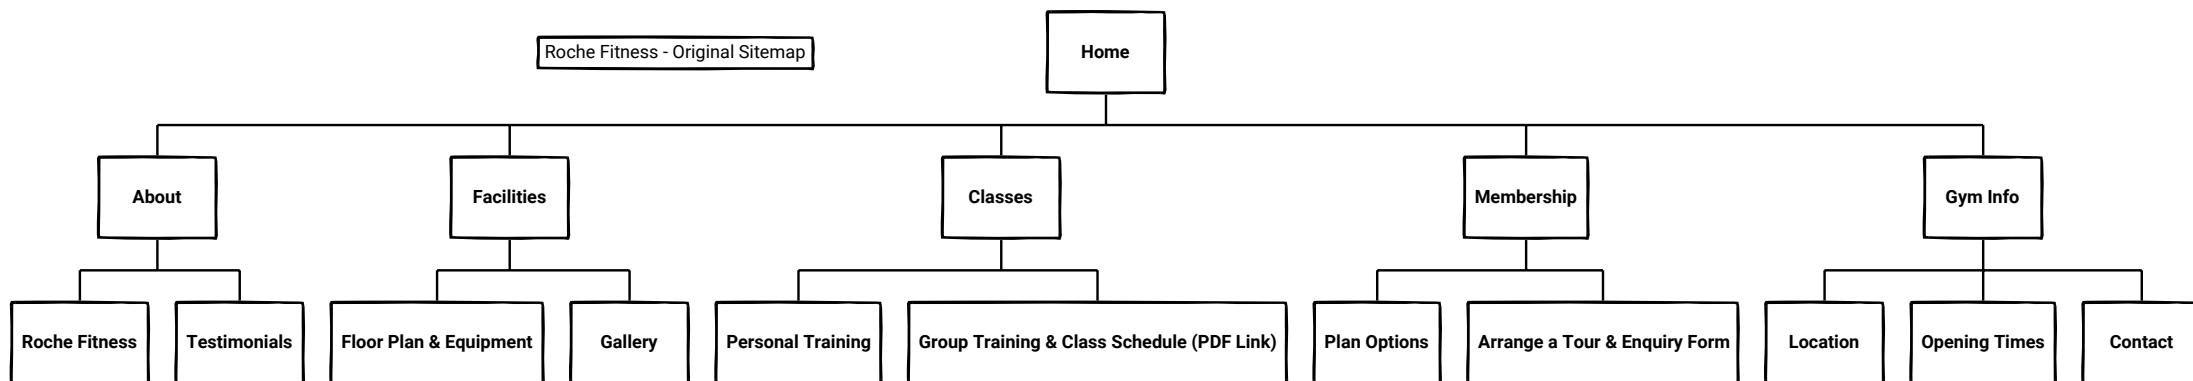 Roche Fitness - Original Sitemap
Home
About
Facilities
Classes
Membership
Gym Info
Roche Fitness
Testimonials
Floor Plan & Equipment
Gallery
Personal Training
Group Training & Class Schedule (PDF Link)
Plan Options
Arrange a Tour & Enquiry Form
Location
Opening Times
Contact